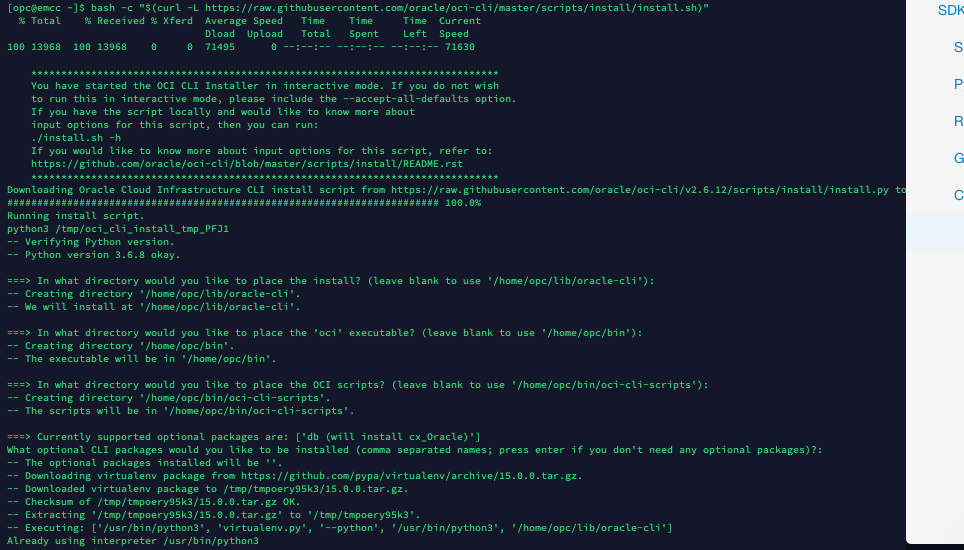 [opc@emcc ~]$ bash -c "$(curl -L https://raw.githubusercontent.com/oracle/oci-cli/master/scripts/install/install.sh)"
  % Total    % Received % Xferd  Average Speed   Time    Time     Time  Current
                                 Dload  Upload   Total   Spent    Left  Speed
100 13968  100 13968    0     0  71495      0 --:--:-- --:--:-- --:--:-- 71630
    ******************************************************************************
    You have started the OCI CLI Installer in interactive mode. If you do not wish
    to run this in interactive mode, please include the --accept-all-defaults option.
    If you have the script locally and would like to know more about
    input options for this script, then you can run:
    ./install.sh -h
    If you would like to know more about input options for this script, refer to:
    https://github.com/oracle/oci-cli/blob/master/scripts/install/README.rst
    ******************************************************************************
Downloading Oracle Cloud Infrastructure CLI install script from https://raw.githubusercontent.com/oracle/oci-cli/v2.6.12/scripts/install/install.py to
######################################################################## 100.0%
Running install script.
python3 /tmp/oci_cli_install_tmp_PFJ1
-- Verifying Python version.
-- Python version 3.6.8 okay.
===> In what directory would you like to place the install? (leave blank to use '/home/opc/lib/oracle-cli'):
-- Creating directory '/home/opc/lib/oracle-cli'.
-- We will install at '/home/opc/lib/oracle-cli'.
===> In what directory would you like to place the 'oci' executable? (leave blank to use '/home/opc/bin'):
-- Creating directory '/home/opc/bin'.
-- The executable will be in '/home/opc/bin'.
===> In what directory would you like to place the OCI scripts? (leave blank to use '/home/opc/bin/oci-cli-scripts'):
-- Creating directory '/home/opc/bin/oci-cli-scripts'.
-- The scripts will be in '/home/opc/bin/oci-cli-scripts'.
===> Currently supported optional packages are: ['db (will install cx_Oracle)']
What optional CLI packages would you like to be installed (comma separated names; press enter if you don't need any optional packages)?:
-- The optional packages installed will be ''.
-- Downloading virtualenv package from https://github.com/pypa/virtualenv/archive/15.0.0.tar.gz.
-- Downloaded virtualenv package to /tmp/tmpoery95k3/15.0.0.tar.gz.
-- Checksum of /tmp/tmpoery95k3/15.0.0.tar.gz OK.
-- Extracting '/tmp/tmpoery95k3/15.0.0.tar.gz' to '/tmp/tmpoery95k3'.
-- Executing: ['/usr/bin/python3', 'virtualenv.py', '--python', '/usr/bin/python3', '/home/opc/lib/oracle-cli']
Already using interpreter /usr/bin/python3
SDK
S
P
R
G
C